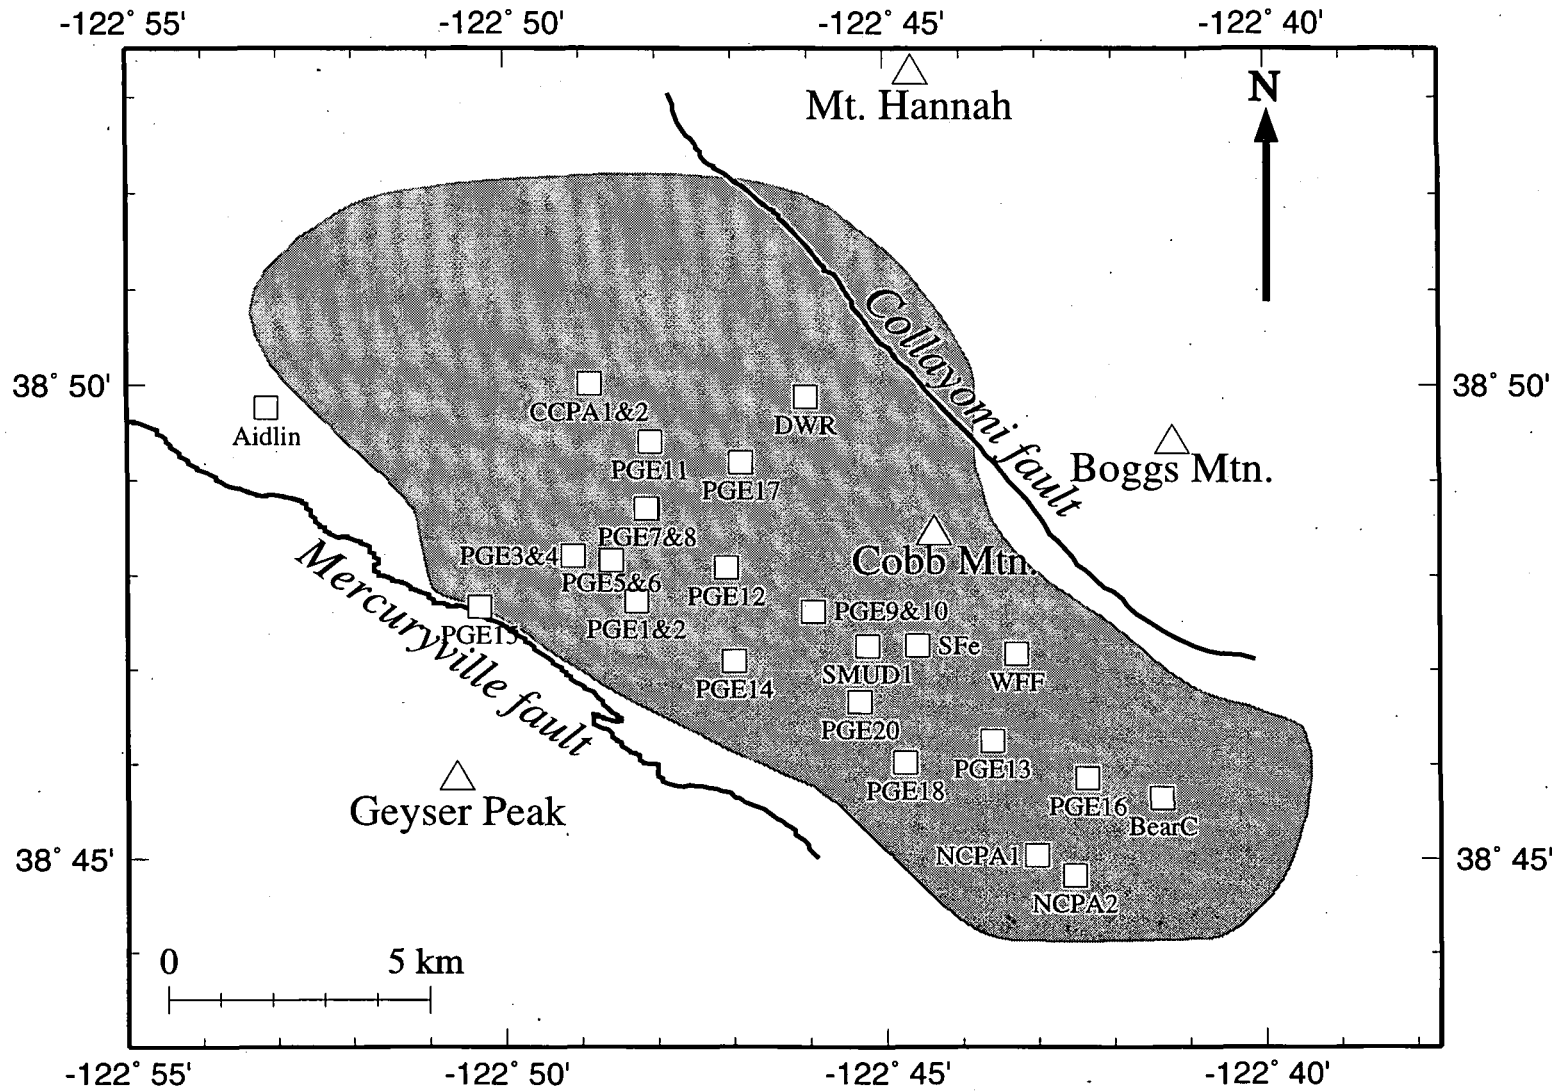 -122° 55' -122° 50' -122° 45' -122° 40'
Mt. Hannah
N
Collayomi fault
38° 50' 38° 50'
CCPA1&2
DWR
Aidlin
PGE11
PGE17
Boggs Mtn.
PGE7&8
PGE3&4
PGE5&6
Cobb Mtn.
PGE12
PGE1&2
PGE9&10
PGE15
Mercuryville fault
SFe
SMUD1
WFF
PGE14
PGE20
PGE13
PGE18
PGE16
Geyser Peak
BearC
38° 45' 38° 45'
NCPA1
NCPA2
0 5 km
-122° 55' -122° 50' -122° 45' -122° 40'